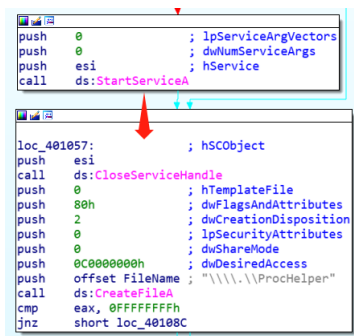 push 0 ; lpServiceArgVectors
push 0 ; dwNumServiceArgs
push esi ; hService
call ds:StartServiceA
loc_401057: ; hSCObject
push esi
call ds:CloseServiceHandle
push 0 ; hTemplateFile
push 80h ; dwFlagsAndAttributes
push 2 ; dwCreationDisposition
push 0 ; lpSecurityAttributes
push 0 ; dwShareMode
push 0C0000000h ; dwDesiredAccess
push offset FileName ; "\\\\.\\ProcHelper"
call ds:CreateFileA
cmp eax, 0FFFFFFFFh
jnz short loc_40108C